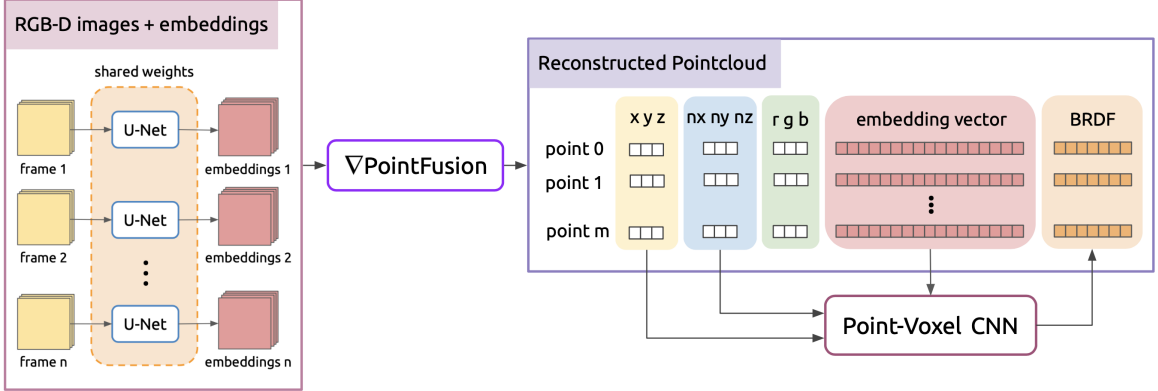 RGB-D images + embeddings
shared weights
frame 1
U-Net
embeddings 1
frame 2
U-Net
embeddings 2
frame n
U-Net
embeddings n
∇PointFusion
Reconstructed Pointcloud
x y z nx ny nz r g b embedding vector BRDF
point 0
point 1
point m
Point-Voxel CNN